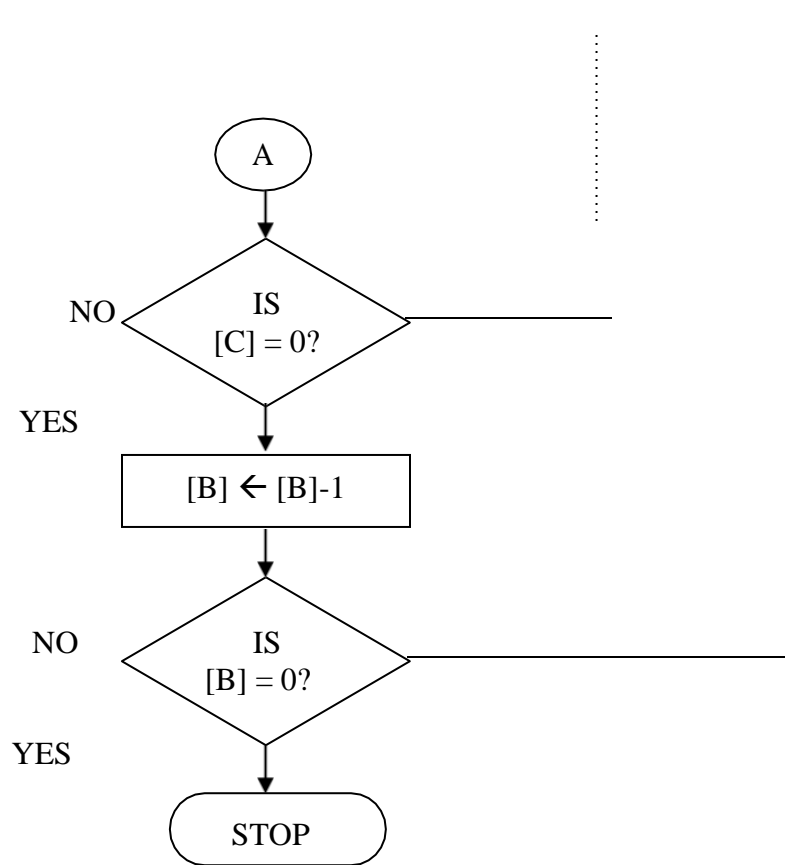 A
NO
IS
[C] = 0?
YES
[B] ← [B]-1
NO
IS
[B] = 0?
YES
STOP